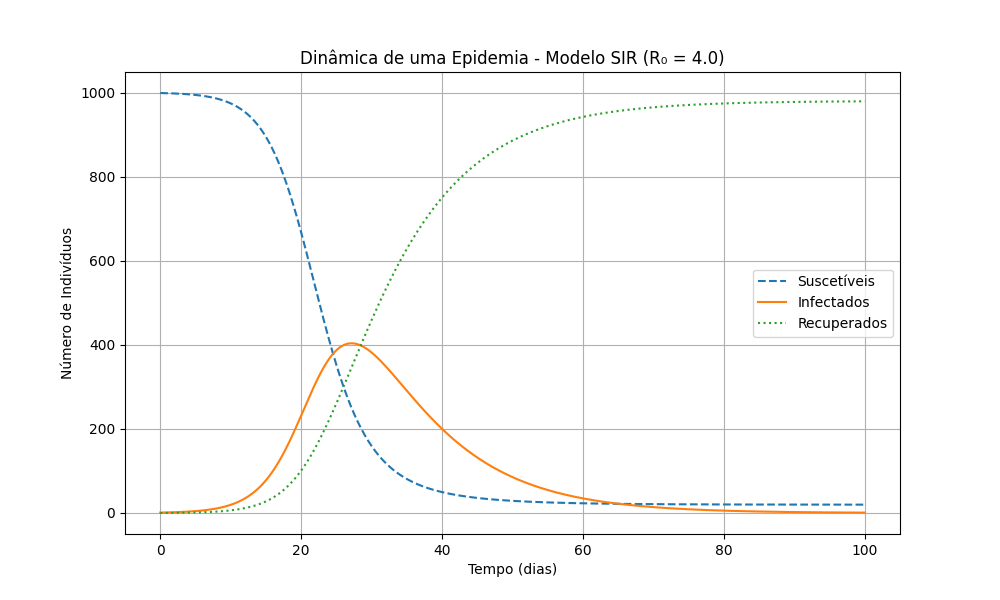 Dinâmica de uma Epidemia - Modelo SIR (R₀ = 4.0)
Número de Indivíduos
1000
800
600
400
200
0
Suscetíveis
Infectados
Recuperados
0 20 40 60 80 100
Tempo (dias)